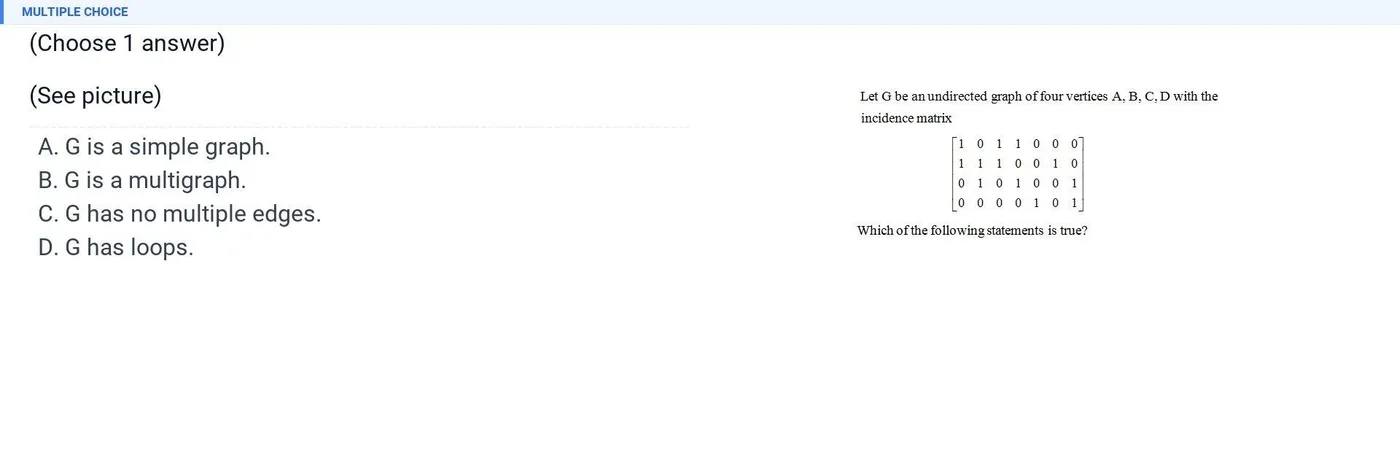 MULTIPLE CHOICE
(Choose 1 answer)
(See picture)
A. G is a simple graph.
B. G is a multigraph.
C. G has no multiple edges.
D. G has loops.
Let G be an undirected graph of four vertices A, B, C, D with the
incidence matrix
1 0 1 1 0 0 0
1 1 1 0 0 1 0
0 1 0 1 0 0 1
0 0 0 0 1 0 1
Which of the following statements is true?